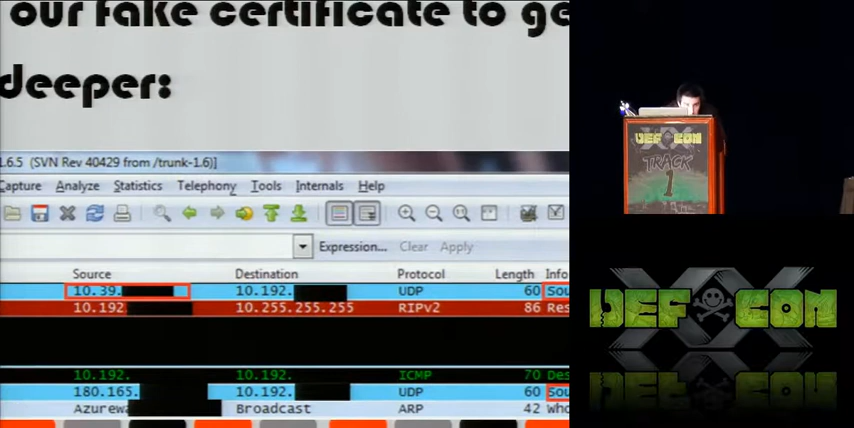 our fake certificate to ge
deeper:
1.6.5 (SVN Rev 40429 from /trunk-1.6)]
Capture Analyze Statistics Telephony Tools Internals Help
Expression... Clear Apply
Source Destination Protocol Length Info
10.39. 10.192. UDP 60 Sou
10.192 10.255.255.255 RIPv2 86 Res
10.192. 10.192. ICMP 70 Des
180.165. 10.192. UDP 60 Sou
Azurew Broadcast ARP 42 Who
DEFCON
TRACK
1
DEF CON